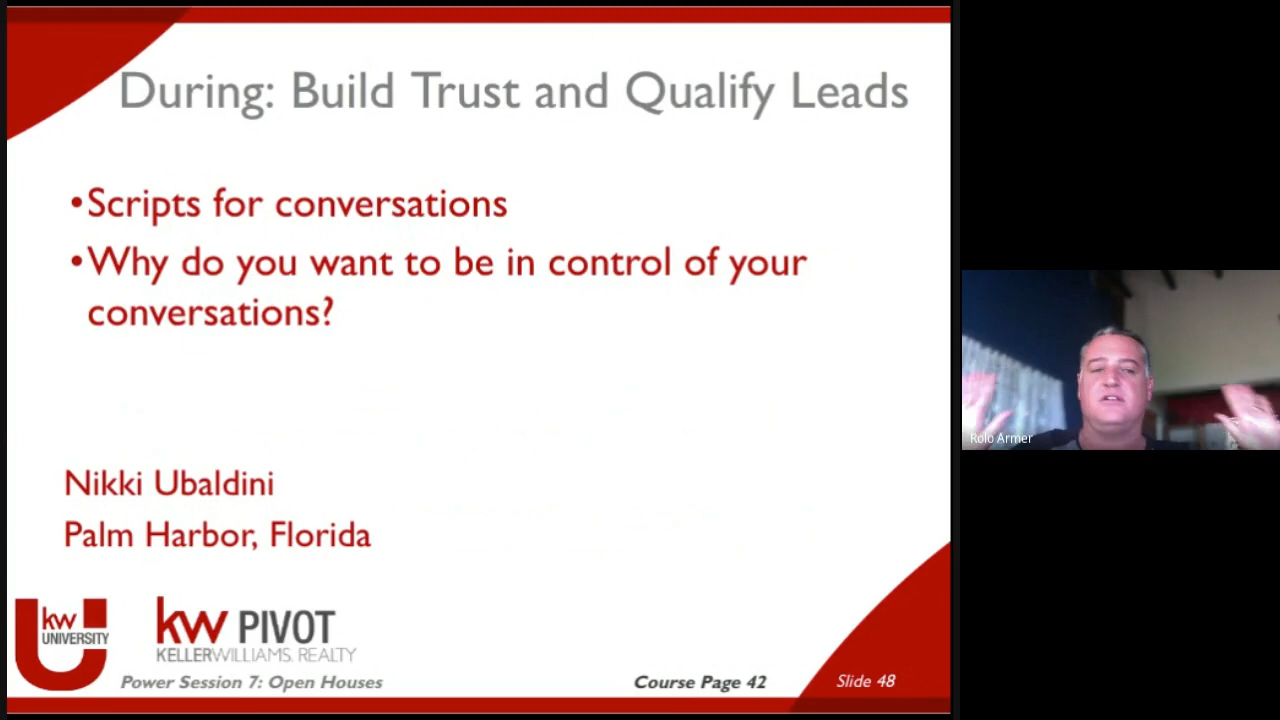 During: Build Trust and Qualify Leads
•Scripts for conversations
•Why do you want to be in control of your
conversations?
Nikki Ubaldini
Palm Harbor, Florida
kw
UNIVERSITY
kw PIVOT
KELLERWILLIAMS. REALTY
Power Session 7: Open Houses
Course Page 42
Slide 48
Rolo Armer